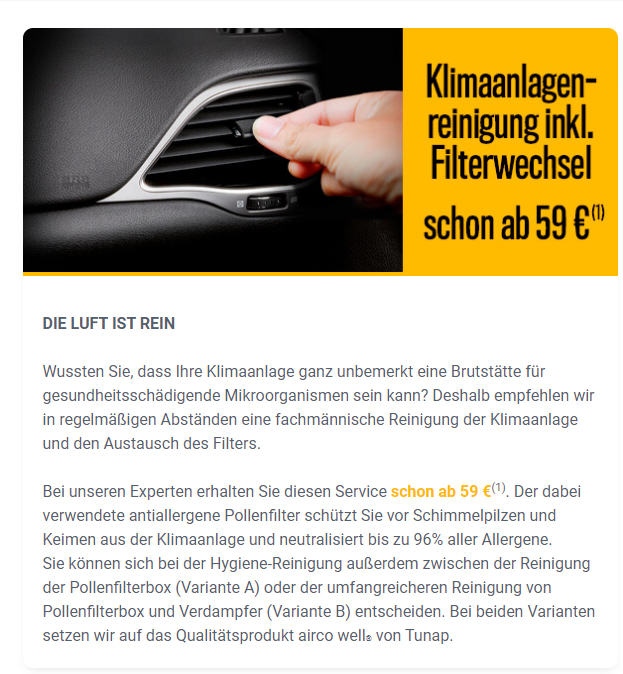 Klimaanlagen-
reinigung inkl.
Filterwechsel
schon ab 59 €(1)
DIE LUFT IST REIN
Wussten Sie, dass Ihre Klimaanlage ganz unbemerkt eine Brutstätte für
gesundheitsschädigende Mikroorganismen sein kann? Deshalb empfehlen wir
in regelmäßigen Abständen eine fachmännische Reinigung der Klimaanlage
und den Austausch des Filters.
Bei unseren Experten erhalten Sie diesen Service schon ab 59 €(1). Der dabei
verwendete antiallergene Pollenfilter schützt Sie vor Schimmelpilzen und
Keimen aus der Klimaanlage und neutralisiert bis zu 96% aller Allergene.
Sie können sich bei der Hygiene-Reinigung außerdem zwischen der Reinigung
der Pollenfilterbox (Variante A) oder der umfangreicheren Reinigung von
Pollenfilterbox und Verdampfer (Variante B) entscheiden. Bei beiden Varianten
setzen wir auf das Qualitätsprodukt airco well® von Tunap.